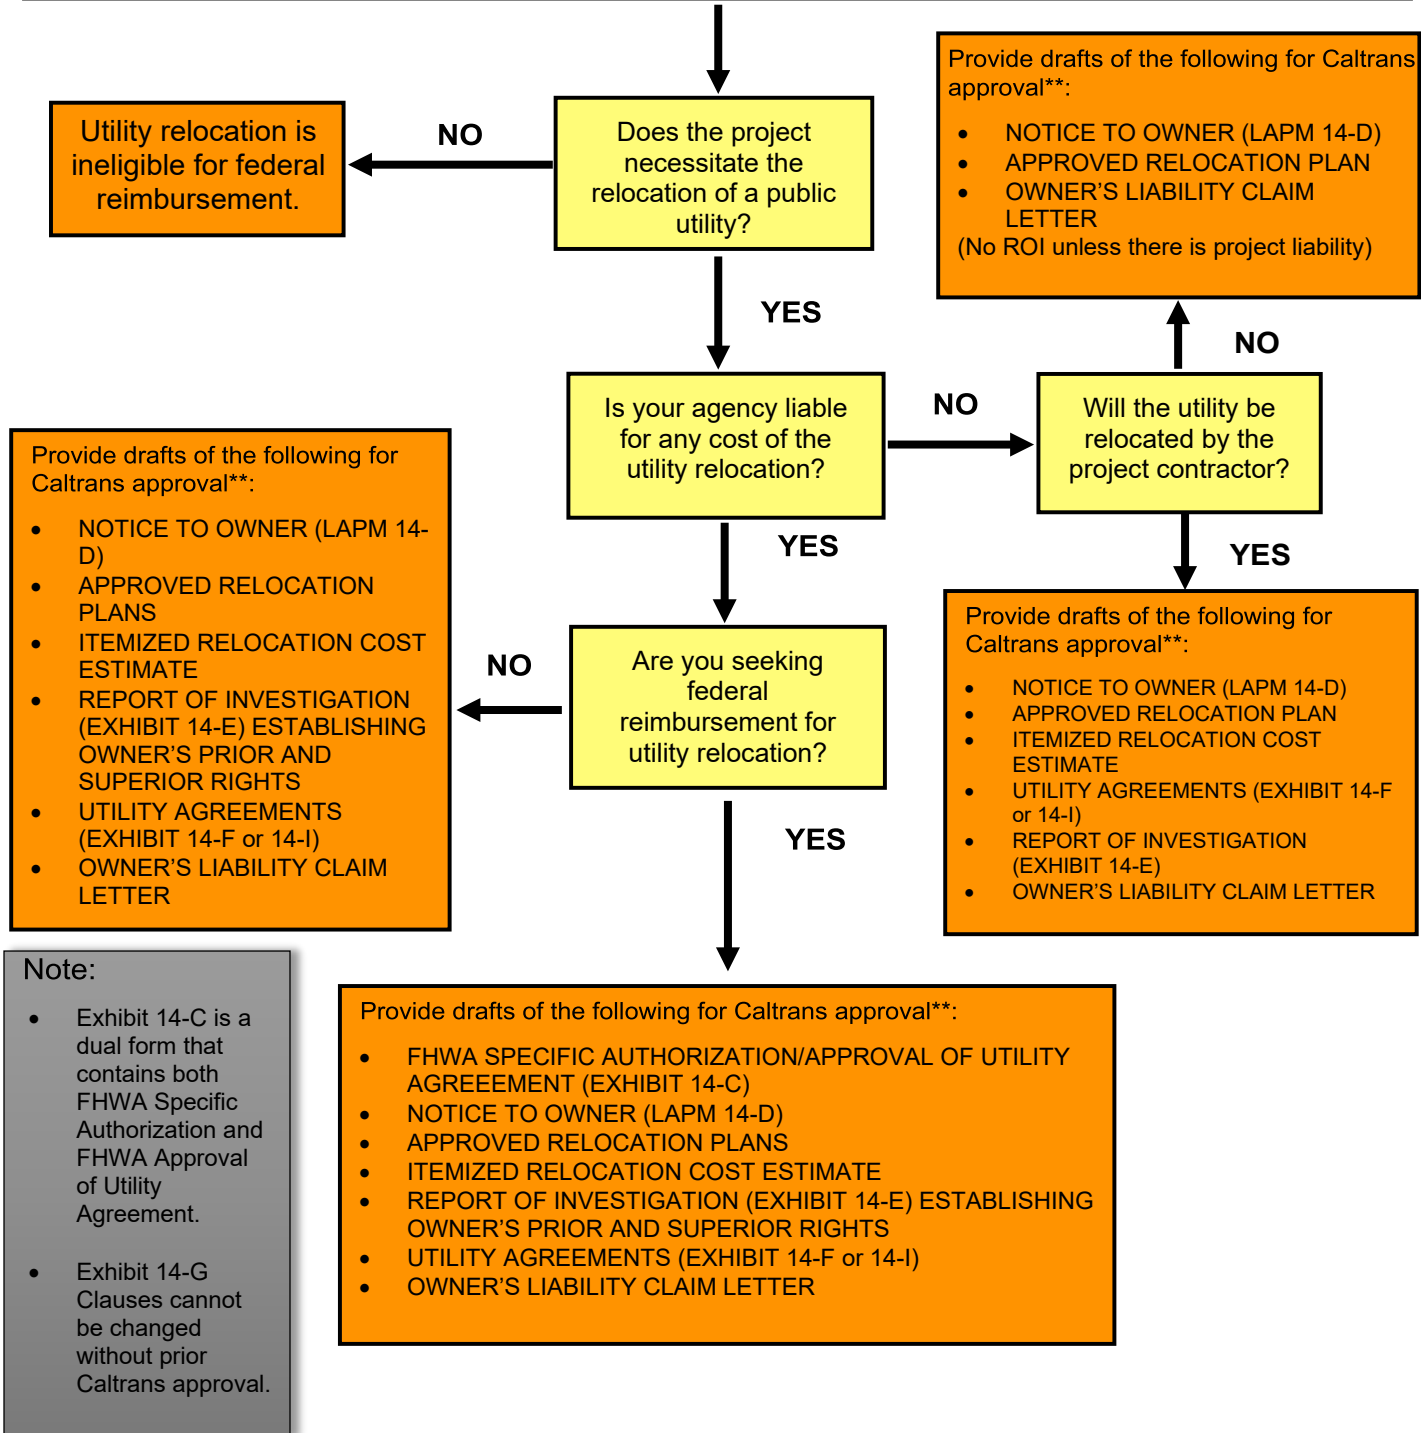 Provide drafts of the following for Caltrans
approval**:
• NOTICE TO OWNER (LAPM 14-D)
• APPROVED RELOCATION PLAN
• OWNER’S LIABILITY CLAIM
LETTER
(No ROI unless there is project liability)
Utility relocation is
ineligible for federal
reimbursement.
NO
Does the project
necessitate the
relocation of a public
utility?
YES
NO
Is your agency liable
for any cost of the
utility relocation?
NO
Will the utility be
relocated by the
project contractor?
YES
YES
Provide drafts of the following for
Caltrans approval**:
• NOTICE TO OWNER (LAPM 14-
D)
• APPROVED RELOCATION
PLANS
• ITEMIZED RELOCATION COST
ESTIMATE
• REPORT OF INVESTIGATION
(EXHIBIT 14-E) ESTABLISHING
OWNER’S PRIOR AND
SUPERIOR RIGHTS
• UTILITY AGREEMENTS
(EXHIBIT 14-F or 14-I)
• OWNER’S LIABILITY CLAIM
LETTER
NO
Are you seeking
federal
reimbursement for
utility relocation?
YES
Provide drafts of the following for
Caltrans approval**:
• NOTICE TO OWNER (LAPM 14-D)
• APPROVED RELOCATION PLAN
• ITEMIZED RELOCATION COST
ESTIMATE
• UTILITY AGREEMENTS (EXHIBIT 14-F
or 14-I)
• REPORT OF INVESTIGATION
(EXHIBIT 14-E)
• OWNER’S LIABILITY CLAIM LETTER
Note:
• Exhibit 14-C is a
dual form that
contains both
FHWA Specific
Authorization and
FHWA Approval
of Utility
Agreement.
• Exhibit 14-G
Clauses cannot
be changed
without prior
Caltrans approval.
Provide drafts of the following for Caltrans approval**:
• FHWA SPECIFIC AUTHORIZATION/APPROVAL OF UTILITY
AGREEEMENT (EXHIBIT 14-C)
• NOTICE TO OWNER (LAPM 14-D)
• APPROVED RELOCATION PLANS
• ITEMIZED RELOCATION COST ESTIMATE
• REPORT OF INVESTIGATION (EXHIBIT 14-E) ESTABLISHING
OWNER’S PRIOR AND SUPERIOR RIGHTS
• UTILITY AGREEMENTS (EXHIBIT 14-F or 14-I)
• OWNER’S LIABILITY CLAIM LETTER